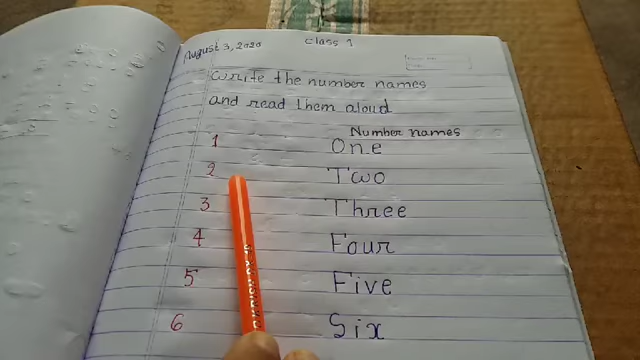 August 3, 2020
Class 1
Write the number names
and read them aloud
Number names
1 One
2 Two
3 Three
4 Four
5 Five
6 Six